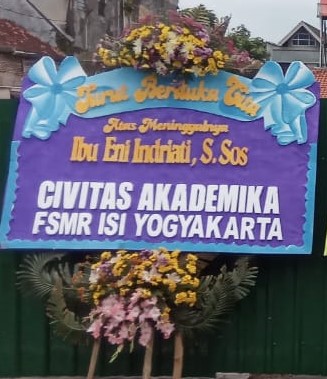 Turut Berduka Cita
Atas Meninggalnya
Ibu Eni Indriati, S.Sos
CIVITAS AKADEMIKA
FSMR ISI YOGYAKARTA